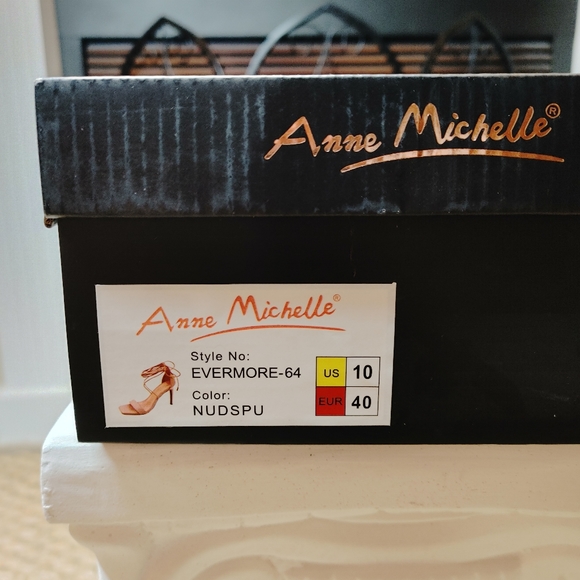 Anne Michelle®
Anne Michelle®
Style No:
EVERMORE-64
US 10
Color:
EUR 40
NUDSPU